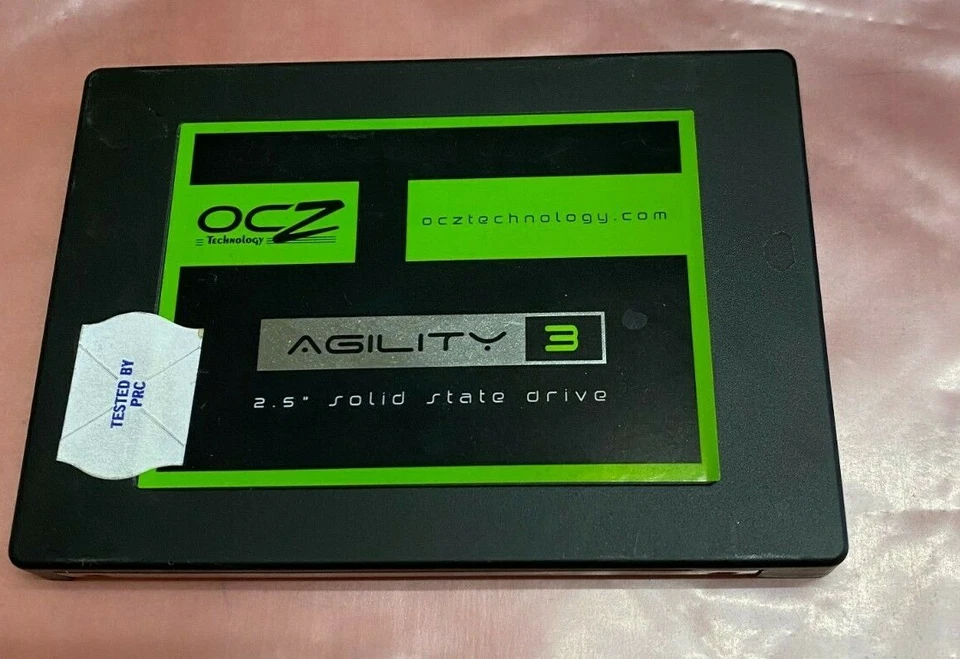 OCZ
Technology
ocztechnology.com
AGILITY 3
2.5" solid state drive
TESTED BY
PRC